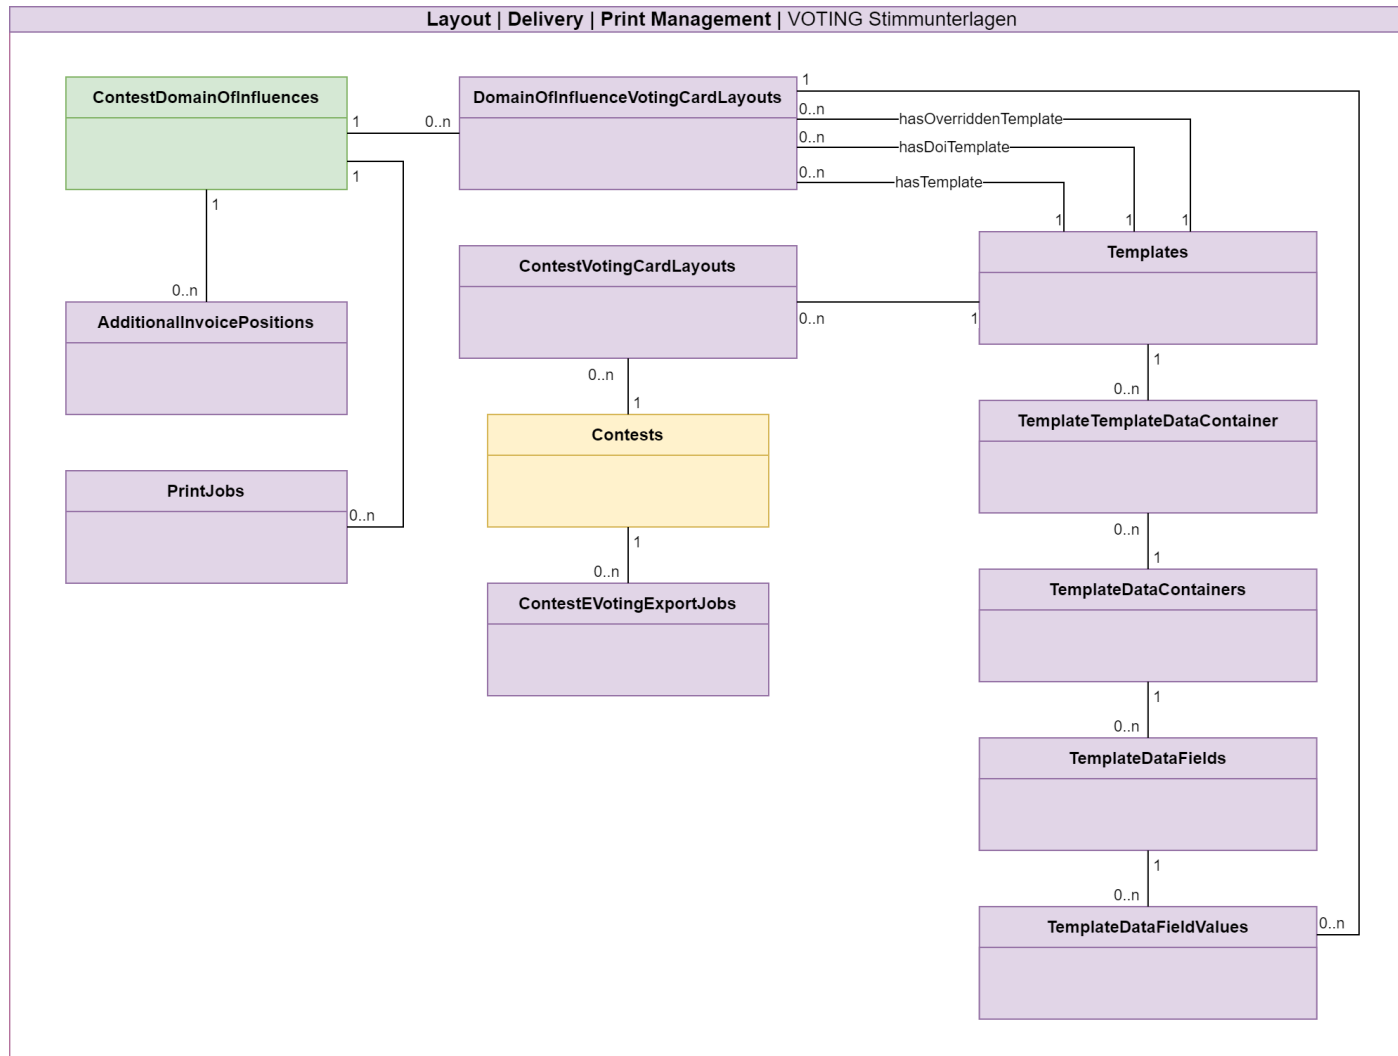 Layout | Delivery | Print Management | VOTING Stimmunterlagen
ContestDomainOfInfluences
1
0..n
1
1
0..n
DomainOfInfluenceVotingCardLayouts
1
0..n
hasOverriddenTemplate
0..n
hasDoiTemplate
0..n
hasTemplate
1
1
1
ContestVotingCardLayouts
0..n
1
Templates
AdditionalInvoicePositions
0..n
1
1
0..n
Contests
TemplateTemplateDataContainer
PrintJobs
0..n
1
0..n
0..n
1
ContestEVotingExportJobs
TemplateDataContainers
1
0..n
TemplateDataFields
1
0..n
TemplateDataFieldValues
0..n